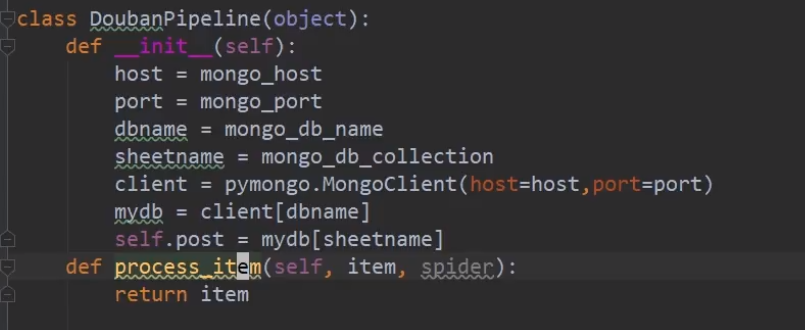 class DoubanPipeline(object):
    def __init__(self):
        host = mongo_host
        port = mongo_port
        dbname = mongo_db_name
        sheetname = mongo_db_collection
        client = pymongo.MongoClient(host=host,port=port)
        mydb = client[dbname]
        self.post = mydb[sheetname]
    def process_item(self, item, spider):
        return item